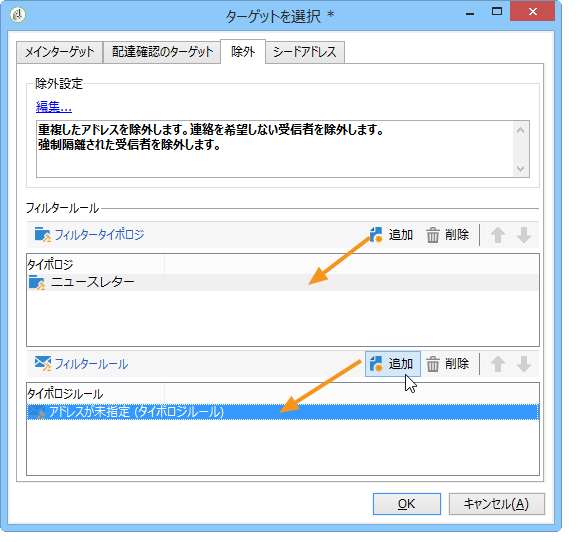 ターゲットを選択 *
メインターゲット 配達確認のターゲット 除外 シードアドレス
除外設定
編集...
重複したアドレスを除外します。連絡を希望しない受信者を除外します。
強制隔離された受信者を除外します。
フィルタールール
フィルタータイポロジ 追加 削除
タイポロジ
ニュースレター
フィルタールール 追加 削除
タイポロジルール
アドレスが未指定 (タイポロジルール)
OK キャンセル(A)